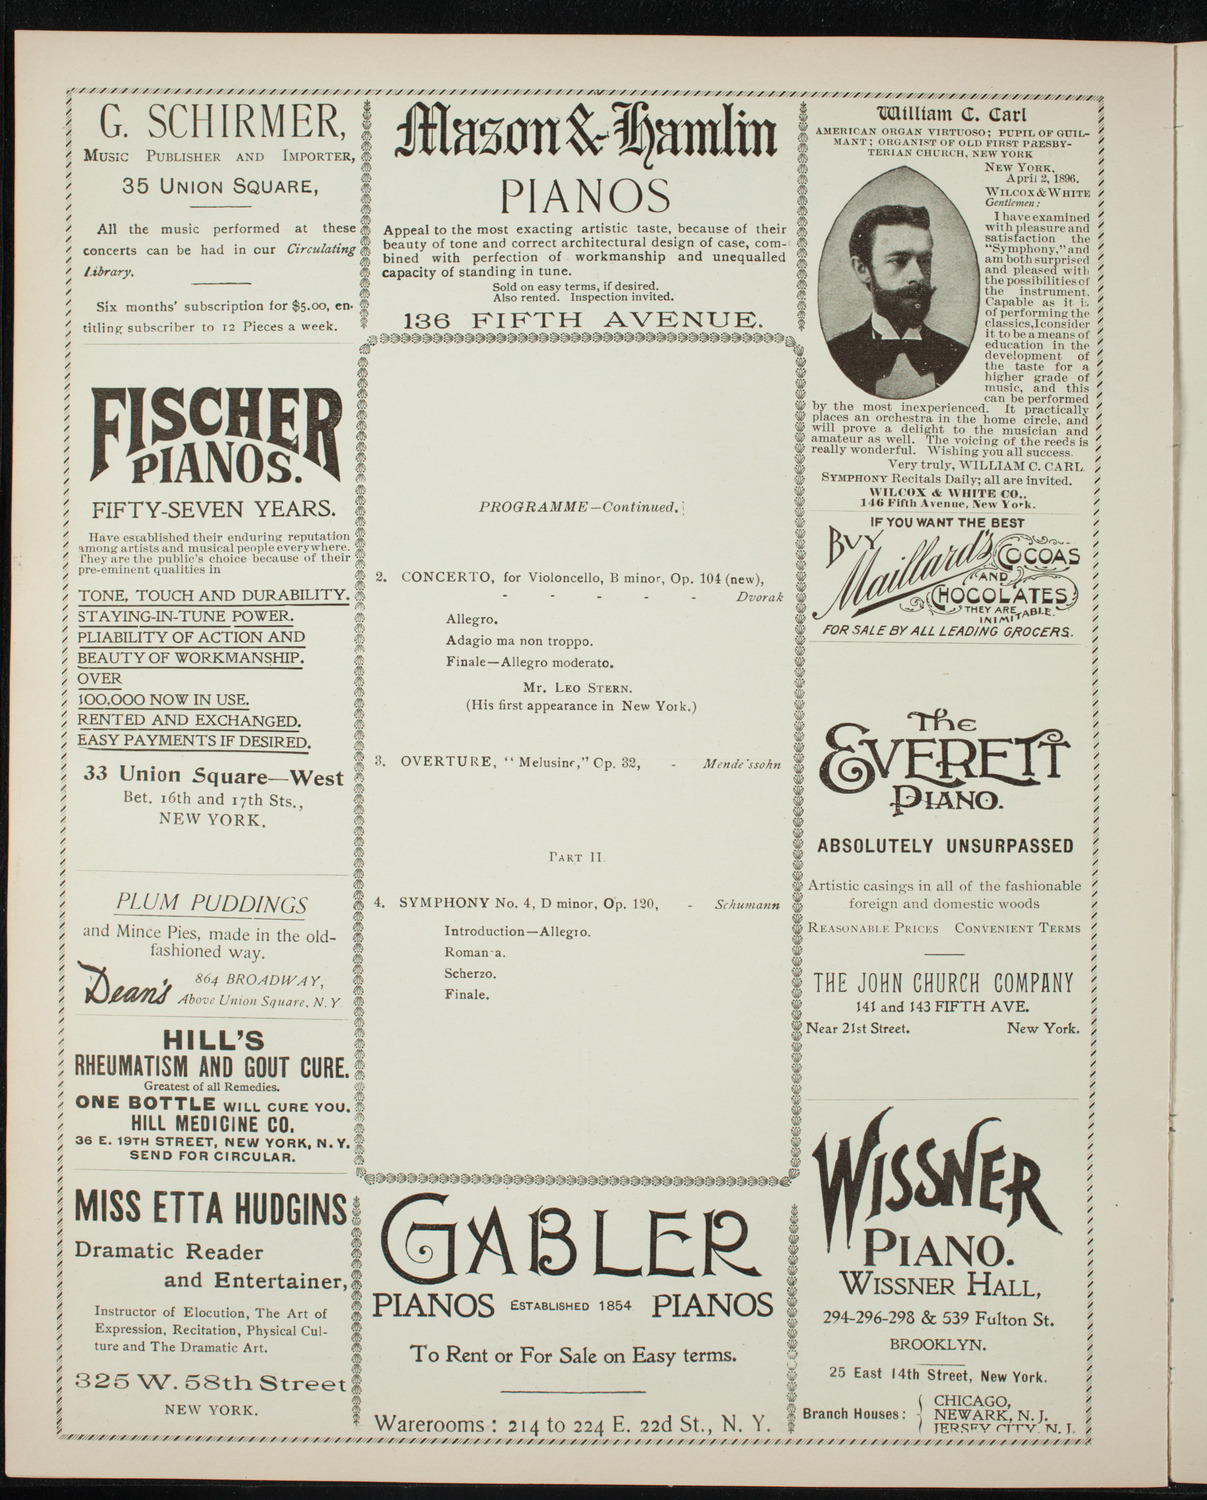 G. SCHIRMER,
MUSIC PUBLISHER AND IMPORTER,
35 UNION SQUARE,
All the music performed at these
concerts can be had in our Circulating
Library.
Six months' subscription for $5.00, en-
titling subscriber to 12 Pieces a week.
FISCHER
PIANOS.
FIFTY-SEVEN YEARS.
Have established their enduring reputation
among artists and musical people everywhere.
They are the public's choice because of their
pre-eminent qualities in
TONE, TOUCH AND DURABILITY.
STAYING-IN-TUNE POWER.
PLIABILITY OF ACTION AND
BEAUTY OF WORKMANSHIP.
OVER
100,000 NOW IN USE.
RENTED AND EXCHANGED.
EASY PAYMENTS IF DESIRED.
33 Union Square—West
Bet. 16th and 17th Sts.,
NEW YORK.
PLUM PUDDINGS
and Mince Pies, made in the old-
fashioned way.
Dean's 864 BROADWAY,
Above Union Square, N. Y
HILL'S
RHEUMATISM AND GOUT CURE.
Greatest of all Remedies.
ONE BOTTLE WILL CURE YOU.
HILL MEDICINE CO.
36 E. 19TH STREET, NEW YORK, N. Y.
SEND FOR CIRCULAR.
MISS ETTA HUDGINS
Dramatic Reader
and Entertainer,
Instructor of Elocution, The Art of
Expression, Recitation, Physical Cul-
ture and The Dramatic Art.
325 W. 58th Street
NEW YORK.
Mason & Hamlin
PIANOS
Appeal to the most exacting artistic taste, because of their
beauty of tone and correct architectural design of case, com-
bined with perfection of workmanship and unequalled
capacity of standing in tune.
Sold on easy terms, if desired.
Also rented. Inspection invited.
136 FIFTH AVENUE.
PROGRAMME—Continued.
2. CONCERTO, for Violoncello, B minor, Op. 104 (new),
- - - - - Dvorak
Allegro.
Adagio ma non troppo.
Finale—Allegro moderato.
Mr. LEO STERN.
(His first appearance in New York.)
3. OVERTURE, "Melusine," Op. 32, - Mendelssohn
PART II.
4. SYMPHONY No. 4, D minor, Op. 120, - Schumann
Introduction—Allegro.
Romanza.
Scherzo.
Finale.
GABLER
PIANOS ESTABLISHED 1854 PIANOS
To Rent or For Sale on Easy terms.
Warerooms: 214 to 224 E. 22d St., N. Y.
William C. Carl
AMERICAN ORGAN VIRTUOSO; PUPIL OF GUIL-
MANT; ORGANIST OF OLD FIRST PRESBY-
TERIAN CHURCH, NEW YORK
NEW YORK,
April 2, 1896.
WILCOX & WHITE
Gentlemen:
I have examined
with pleasure and
satisfaction the
"Symphony," and
am both surprised
and pleased with
the possibilities of
the instrument.
Capable as it is
of performing the
classics, I consider
it to be a means of
education in the
development of
the taste for a
higher grade of
music, and this
can be performed
by the most inexperienced. It practically
places an orchestra in the home circle, and
will prove a delight to the musician and
amateur as well. The voicing of the reeds is
really wonderful. Wishing you all success.
Very truly, WILLIAM C. CARL
SYMPHONY Recitals Daily; all are invited.
WILCOX & WHITE CO.,
146 Fifth Avenue, New York.
IF YOU WANT THE BEST
BUY
Maillard's COCOAS
AND
CHOCOLATES
THEY ARE INIMITABLE.
FOR SALE BY ALL LEADING GROCERS.
The
EVERETT
PIANO.
ABSOLUTELY UNSURPASSED
Artistic casings in all of the fashionable
foreign and domestic woods
REASONABLE PRICES CONVENIENT TERMS
THE JOHN CHURCH COMPANY
141 and 143 FIFTH AVE.
Near 21st Street. New York.
WISSNER
PIANO.
WISSNER HALL,
294-296-298 & 539 Fulton St.
BROOKLYN.
25 East 14th Street, New York.
Branch Houses: { CHICAGO,
NEWARK, N. J.
JERSEY CITY, N. J.